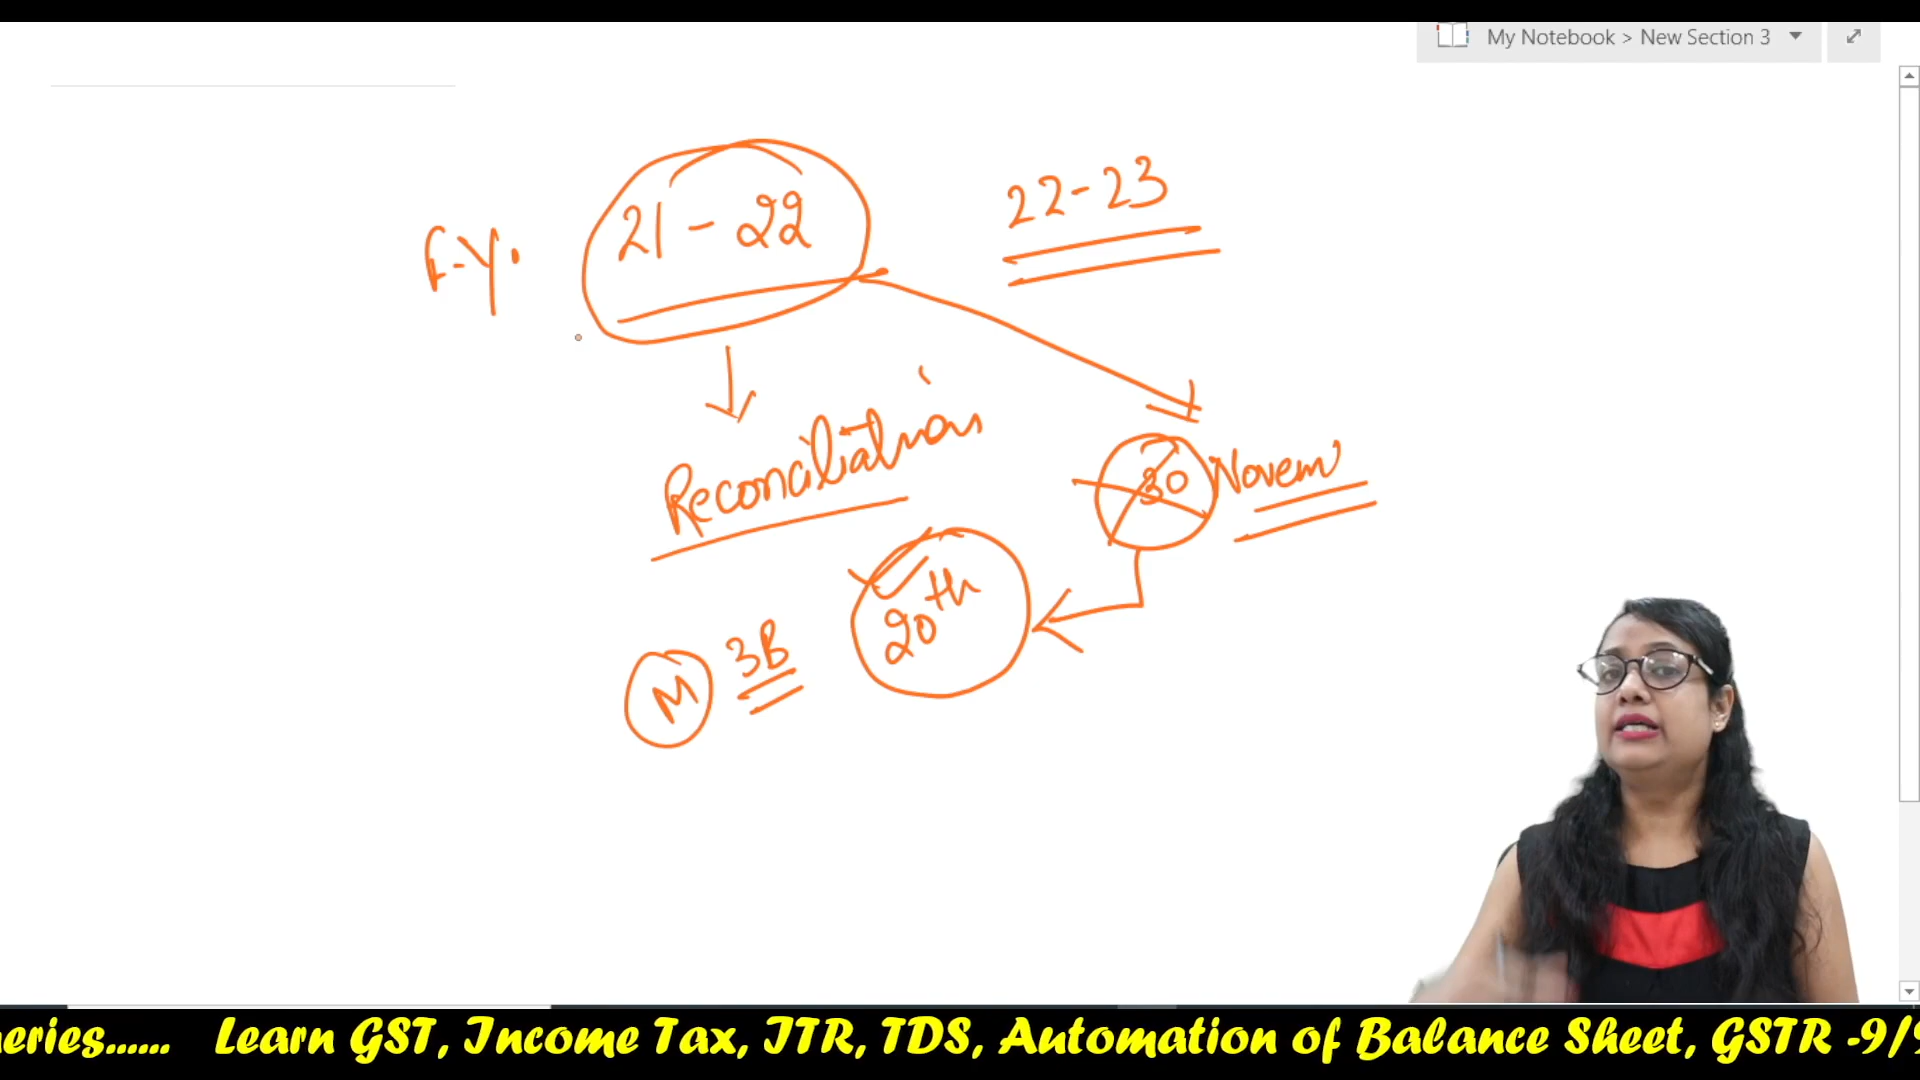 My Notebook > New Section 3
F.Y. 21 - 22
22-23
Reconciliation
30 Novem
20th
M 3B
eries...... Learn GST, Income Tax, ITR, TDS, Automation of Balance Sheet, GSTR -9/9